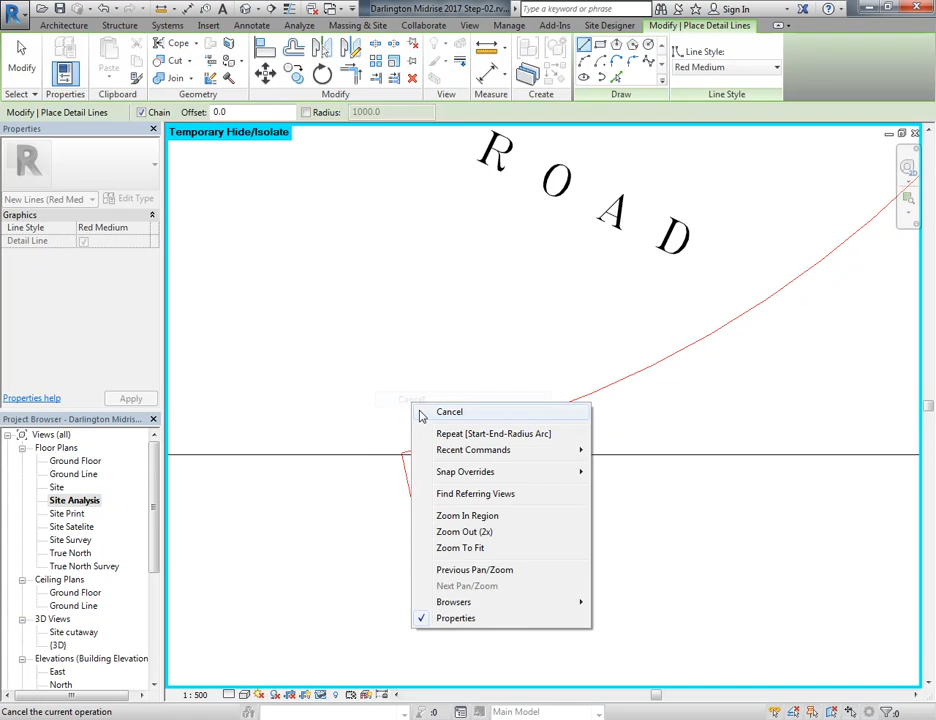 Darlington Midrise 2017 Step-02.rv...
Type a keyword or phrase
Sign In
Architecture Structure Systems Insert Annotate Analyze Massing & Site Collaborate View Manage Add-Ins Site Designer Modify | Place Detail Lines
Modify
Paste
Cope
Cut
Join
Line Style:
Red Medium
Select Properties Clipboard Geometry Modify View Measure Create Draw Line Style
Modify | Place Detail Lines
Chain
Offset: 0.0
Radius: 1000.0
Properties
New Lines (Red Med
Edit Type
Graphics
Line Style Red Medium
Detail Line
Properties help
Apply
Project Browser - Darlington Midris...
Views (all)
Floor Plans
Ground Floor
Ground Line
Site
Site Analysis
Site Print
Site Satelite
Site Survey
True North
True North Survey
Ceiling Plans
Ground Floor
Ground Line
3D Views
Site cutaway
{3D}
Elevations (Building Elevation
East
North
Temporary Hide/Isolate
ROAD
Cancel
Cancel
Repeat [Start-End-Radius Arc]
Recent Commands
Snap Overrides
Find Referring Views
Zoom In Region
Zoom Out (2x)
Zoom To Fit
Previous Pan/Zoom
Next Pan/Zoom
Browsers
Properties
1 : 500
Cancel the current operation
:0
Main Model
:0